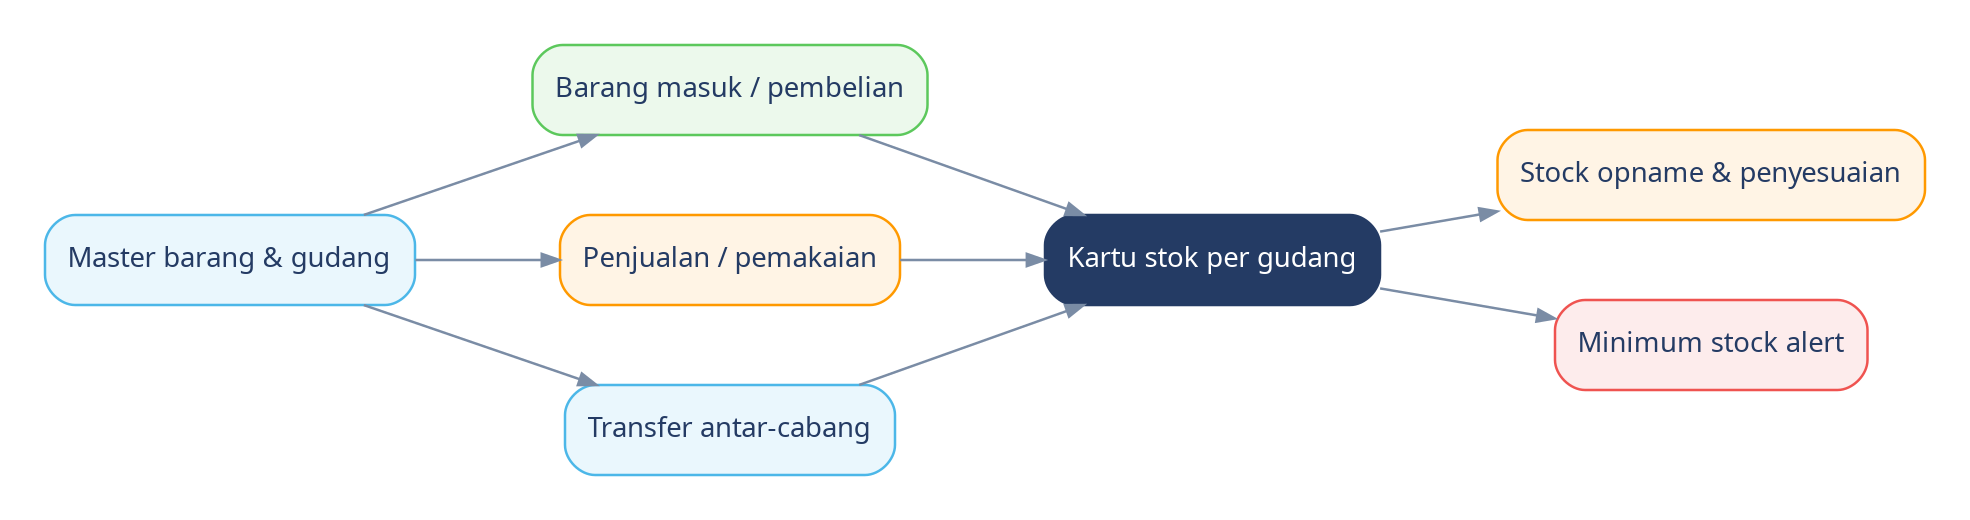 Master barang & gudang
Barang masuk / pembelian
Penjualan / pemakaian
Transfer antar-cabang
Kartu stok per gudang
Stock opname & penyesuaian
Minimum stock alert